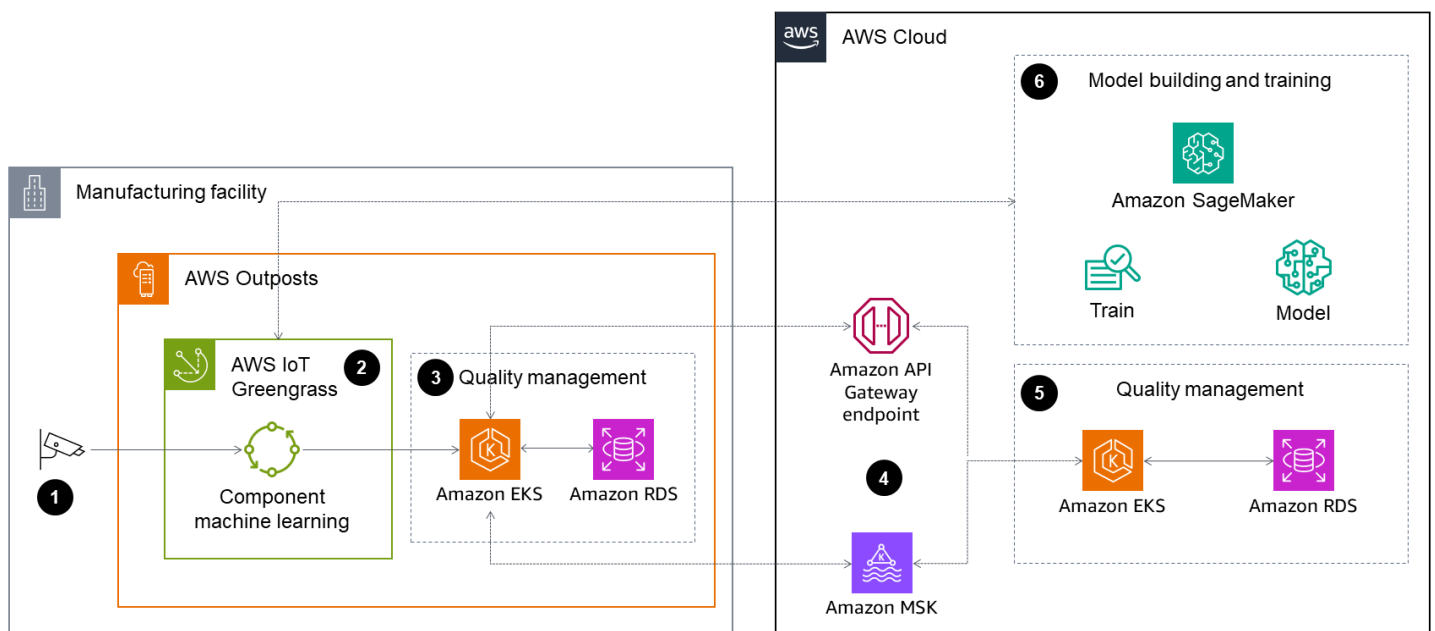 aws
AWS Cloud
6
Model building and training
Amazon SageMaker
Train
Model
Manufacturing facility
AWS Outposts
AWS IoT
Greengrass
2
Component
machine learning
1
3
Quality management
K
Amazon EKS
Amazon RDS
Amazon API
Gateway
endpoint
4
K
Amazon MSK
5
Quality management
K
Amazon EKS
Amazon RDS